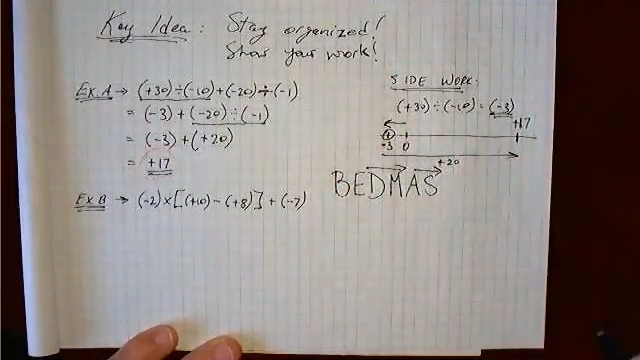 Key Idea: Stay organized!
Show your work!
Ex.A → (+30) ÷ (-10) + (-20) ÷ (-1)
= (-3) + (-20) ÷ (-1)
= (-3) + (+20)
= +17
SIDE WORK:
(+30) ÷ (-10) = (-3)
+17
-3 0
+20
BEDMAS
Ex B → (-2) × [(+10) - (+8)] + (-7)